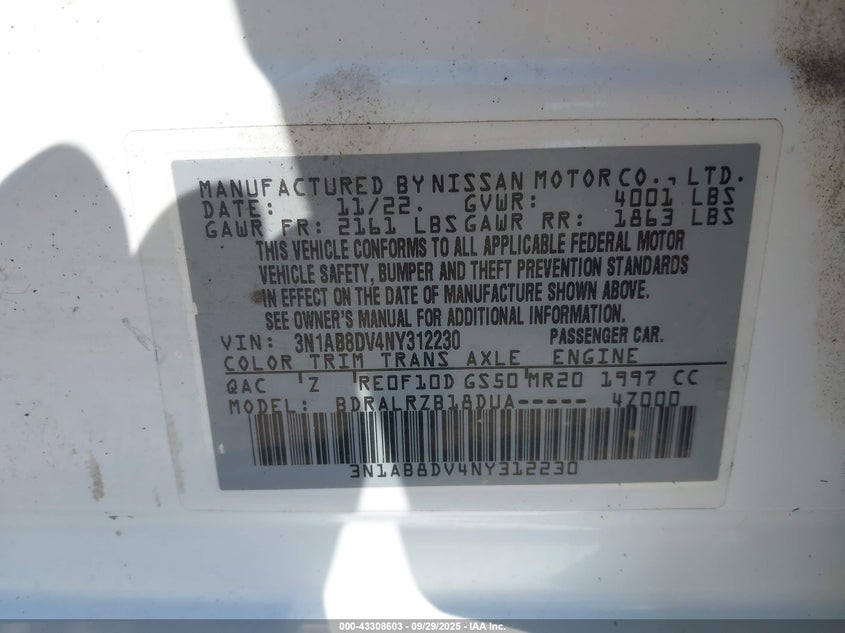 MANUFACTURED BY NISSAN MOTOR CO., LTD.
DATE: 11/22. GVWR: 4001 LBS
GAWR FR: 2161 LBS GAWR RR: 1863 LBS
THIS VEHICLE CONFORMS TO ALL APPLICABLE FEDERAL MOTOR
VEHICLE SAFETY, BUMPER AND THEFT PREVENTION STANDARDS
IN EFFECT ON THE DATE OF MANUFACTURE SHOWN ABOVE.
SEE OWNER'S MANUAL FOR ADDITIONAL INFORMATION.
VIN: 3N1AB8DV4NY312230 PASSENGER CAR.
COLOR TRIM TRANS AXLE ENGINE
QAC Z RE0F10D GS50 MR20 1997 CC
MODEL: BDRALRZB18DUA----- 4Z000
3N1AB8DV4NY312230
000-43308603 / 09/29/2025 - IAA Inc.